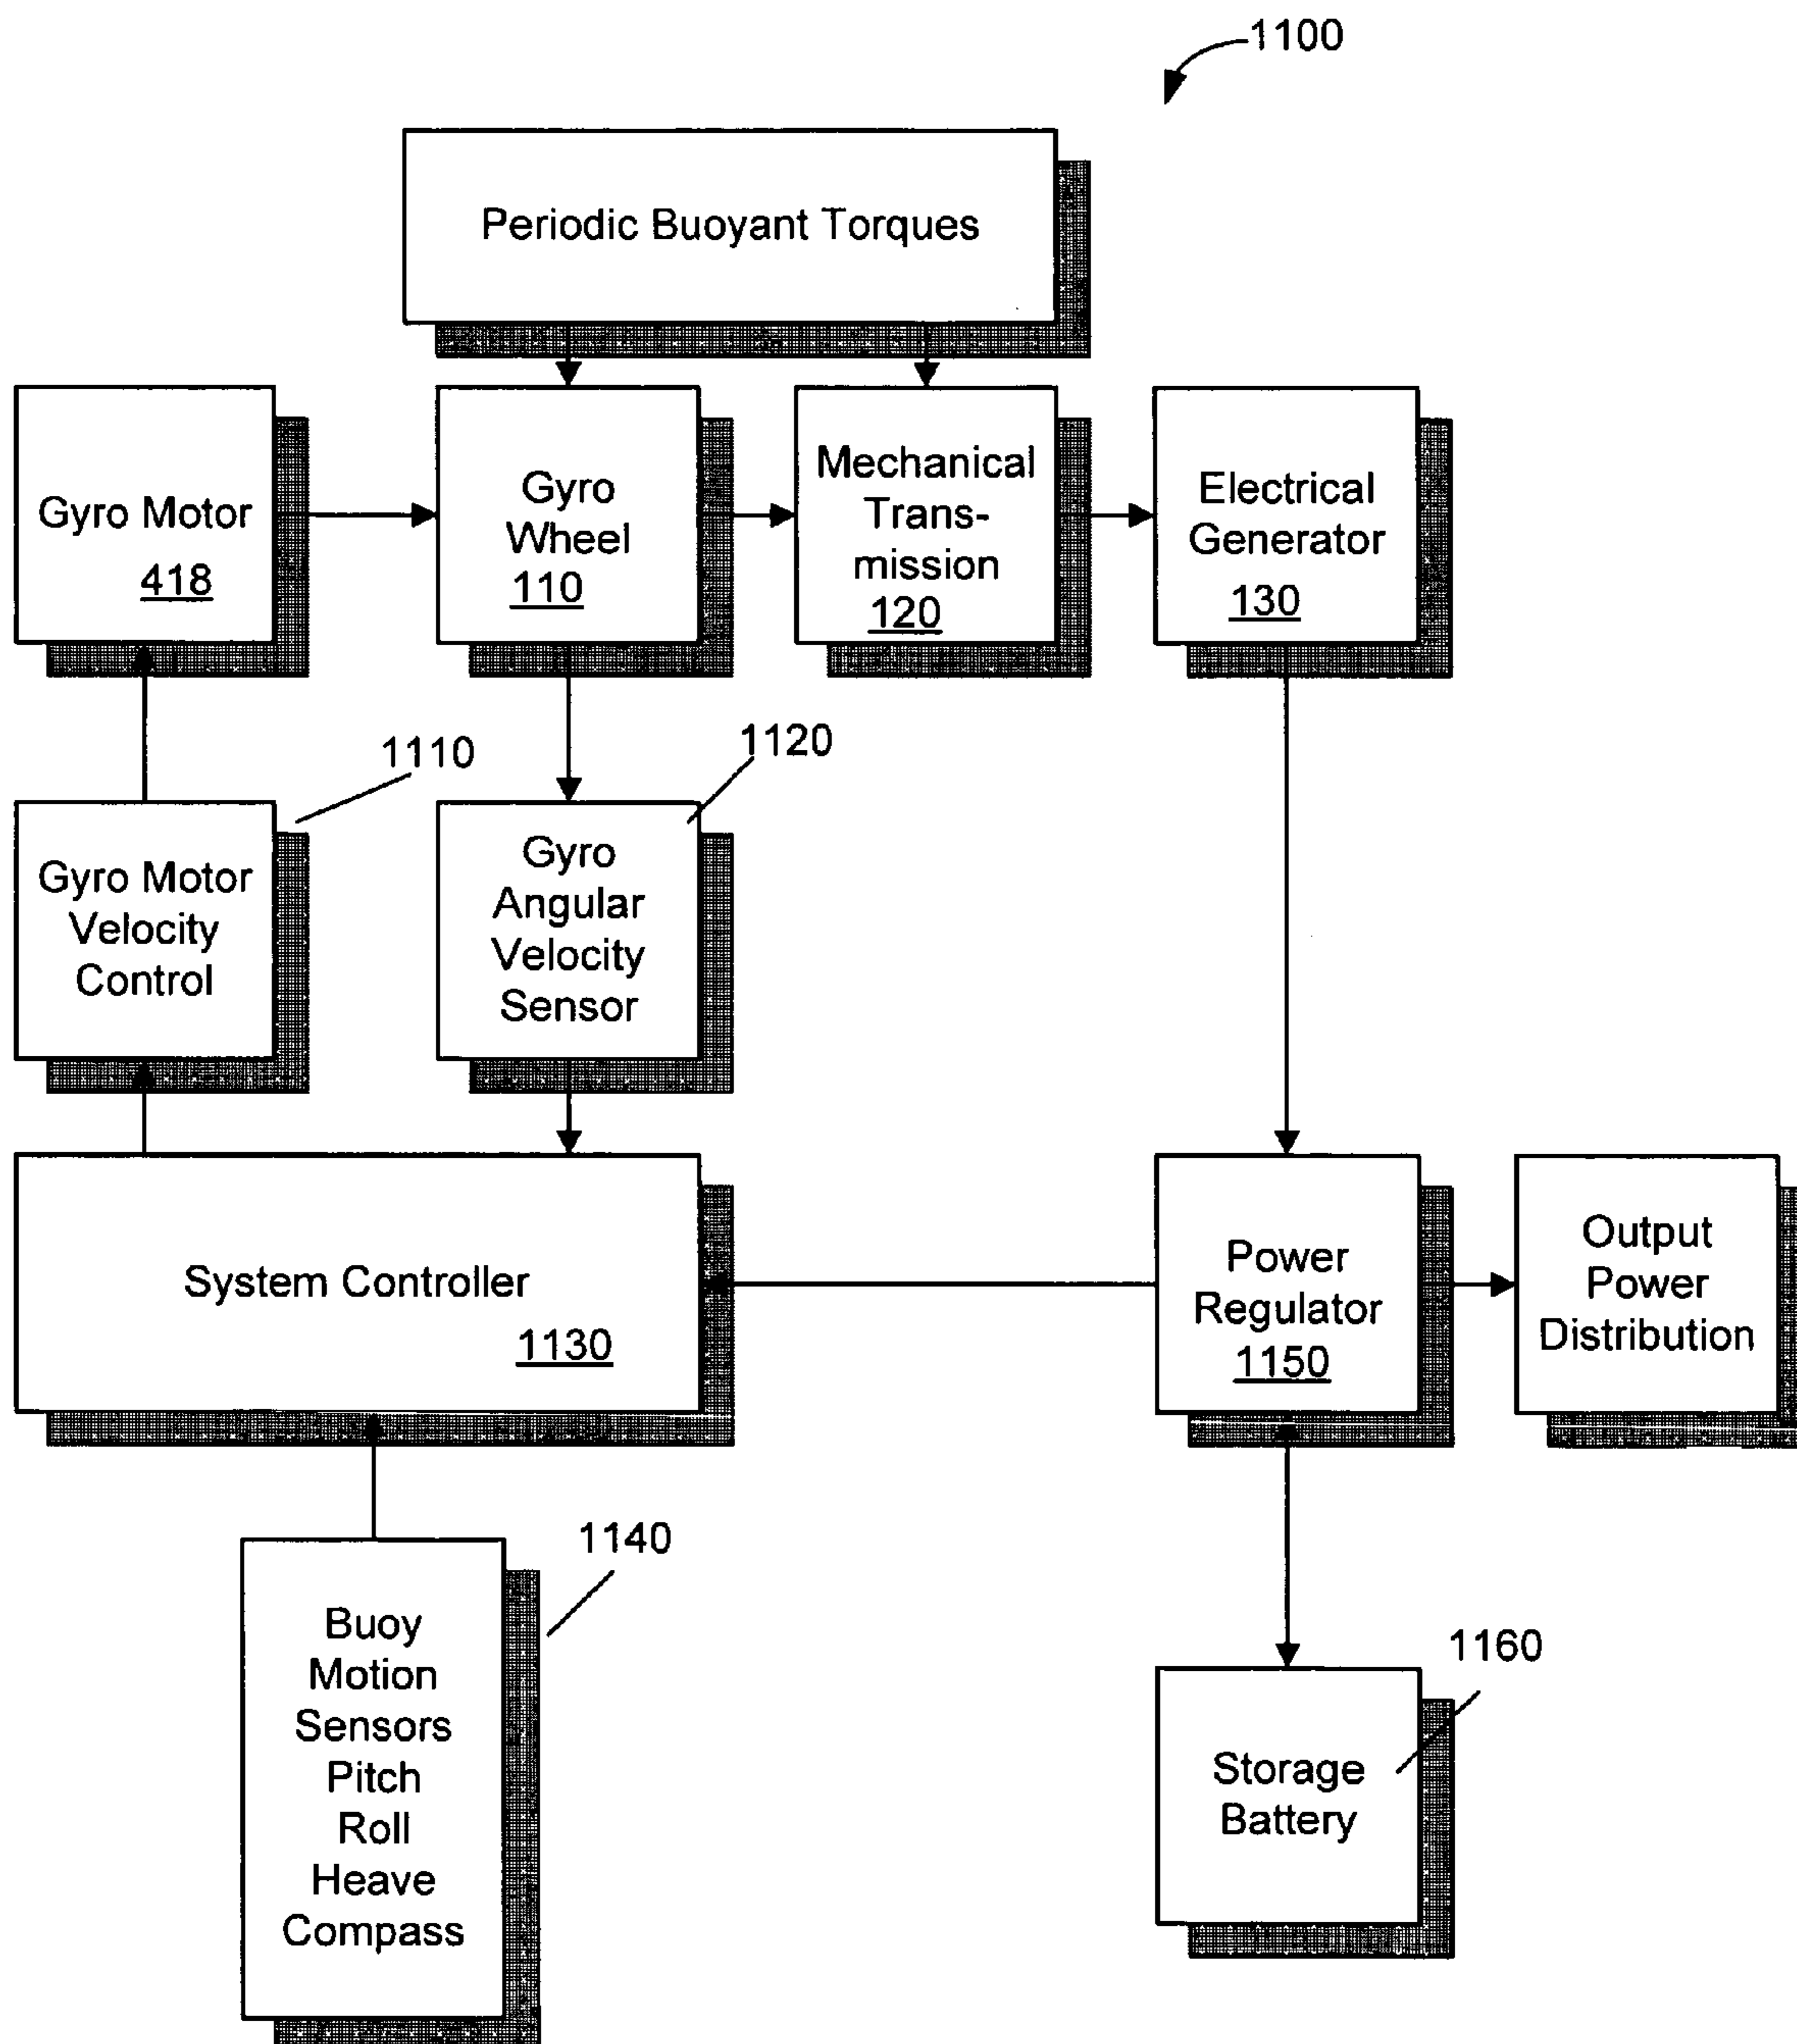 1100
Periodic Buoyant Torques
Gyro Motor
418
Gyro
Wheel
110
Mechanical
Trans-
mission
120
Electrical
Generator
130
1110
1120
Gyro Motor
Velocity
Control
Gyro
Angular
Velocity
Sensor
System Controller
1130
Power
Regulator
1150
Output
Power
Distribution
1140
Buoy
Motion
Sensors
Pitch
Roll
Heave
Compass
1160
Storage
Battery